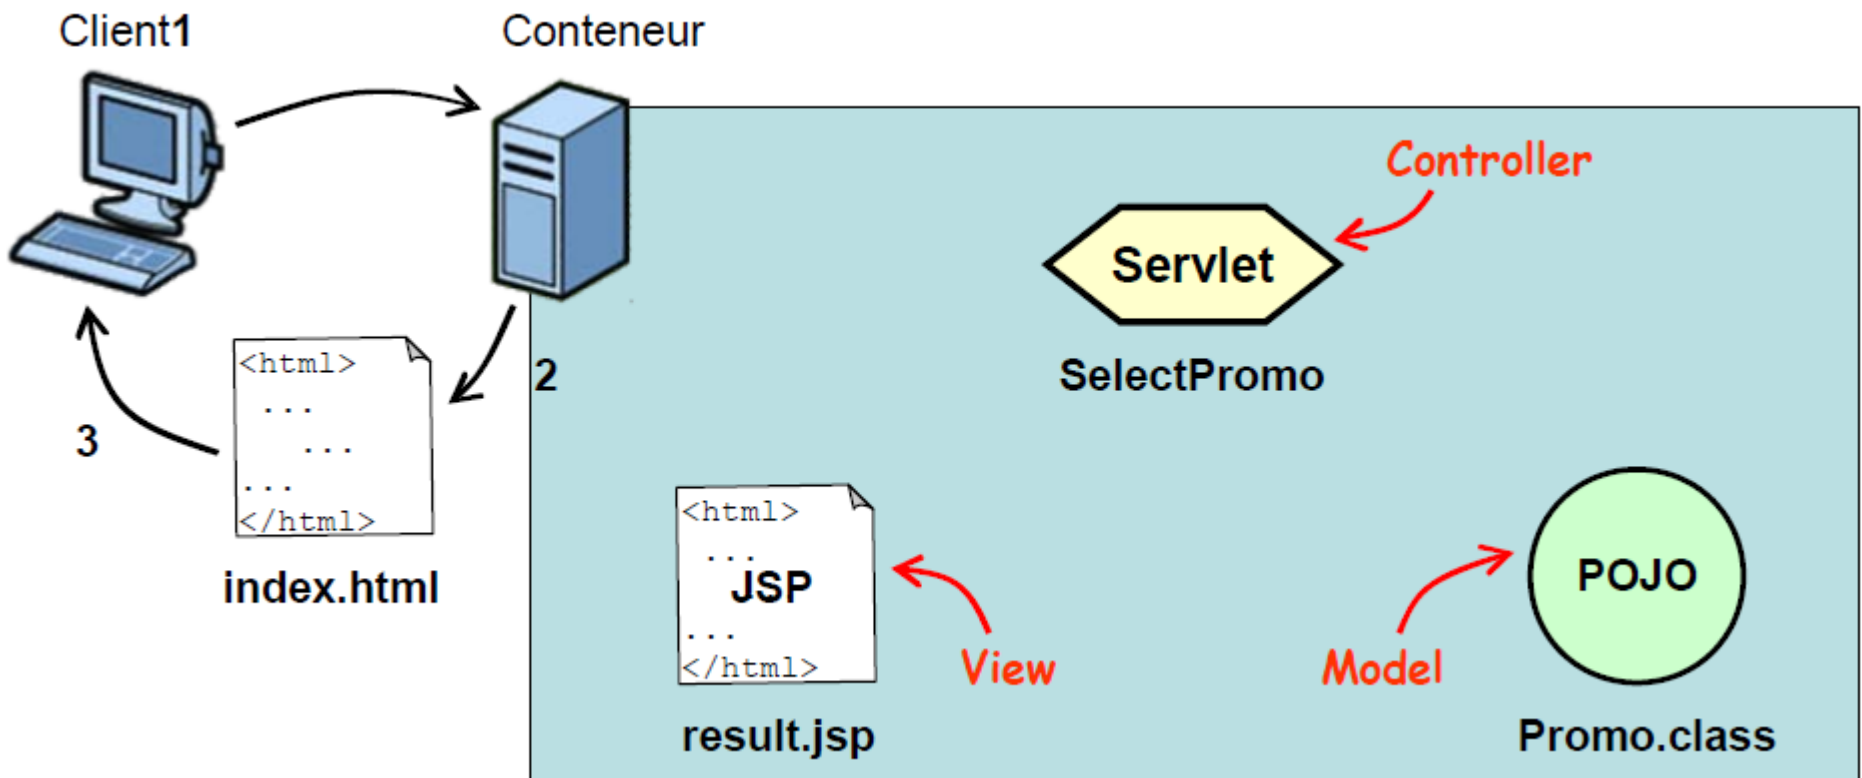 Client1
Conteneur
Controller
Servlet
SelectPromo
2
3
<html>
...
...
...
</html>
index.html
<html>
...
JSP
...
</html>
result.jsp
View
Model
POJO
Promo.class